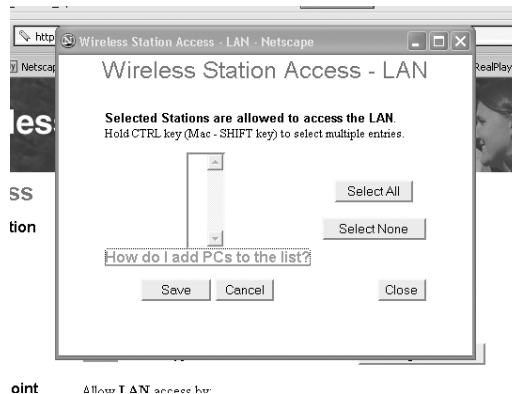 http
Wireless Station Access - LAN - Netscape
Netscap
RealPlay
Wireless Station Access - LAN
less
Selected Stations are allowed to access the LAN.
Hold CTRL key (Mac - SHIFT key) to select multiple entries.
ss
Select All
tion
Select None
How do I add PCs to the list?
Save Cancel Close
oint
Allow LAN access by: